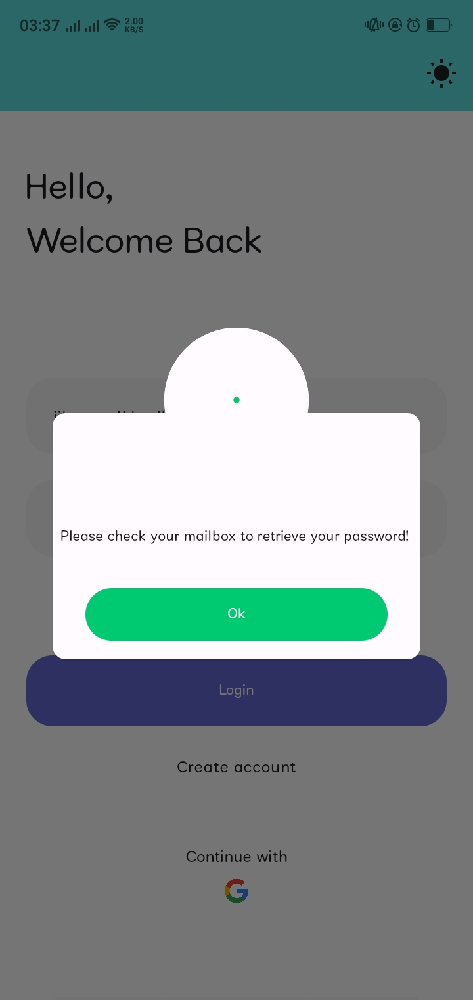 03:37
2.00
KB/S
Hello,
Welcome Back
Please check your mailbox to retrieve your password!
Ok
Login
Create account
Continue with